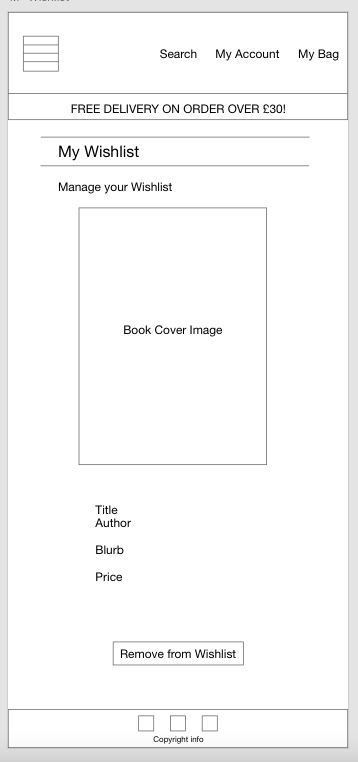 Search My Account My Bag
FREE DELIVERY ON ORDER OVER £30!
My Wishlist
Manage your Wishlist
Book Cover Image
Title
Author
Blurb
Price
Remove from Wishlist
Copyright info